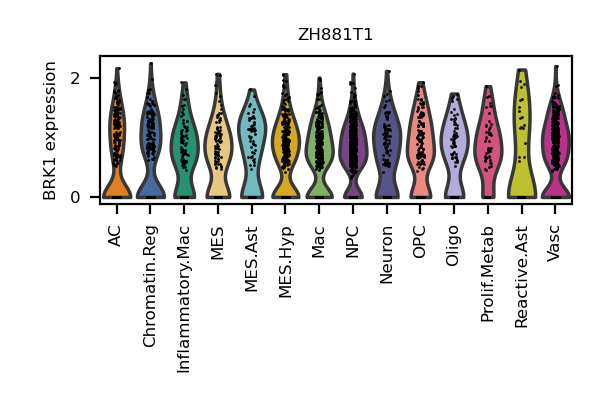 ZH881T1
BRK1 expression
2
0
AC
Chromatin.Reg
Inflammatory.Mac
MES
MES.Ast
MES.Hyp
Mac
NPC
Neuron
OPC
Oligo
Prolif.Metab
Reactive.Ast
Vasc